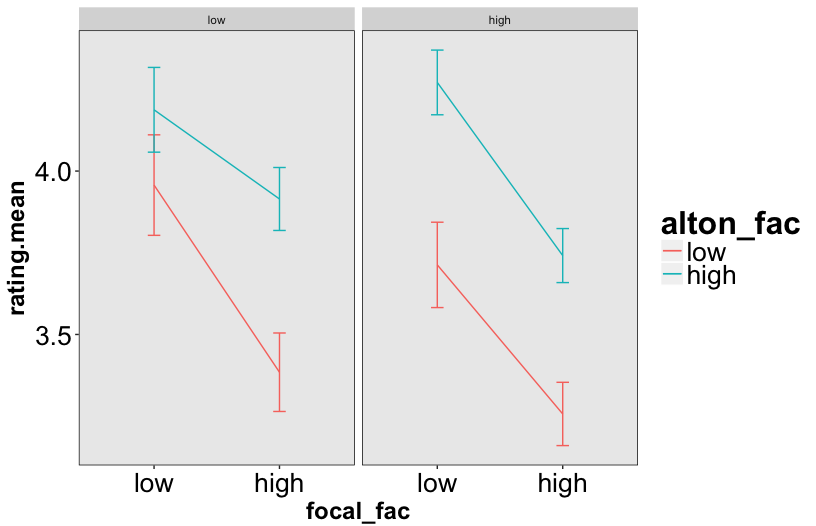 low
high
4.0
3.5
rating.mean
low
high
low
high
focal_fac
alton_fac
low
high